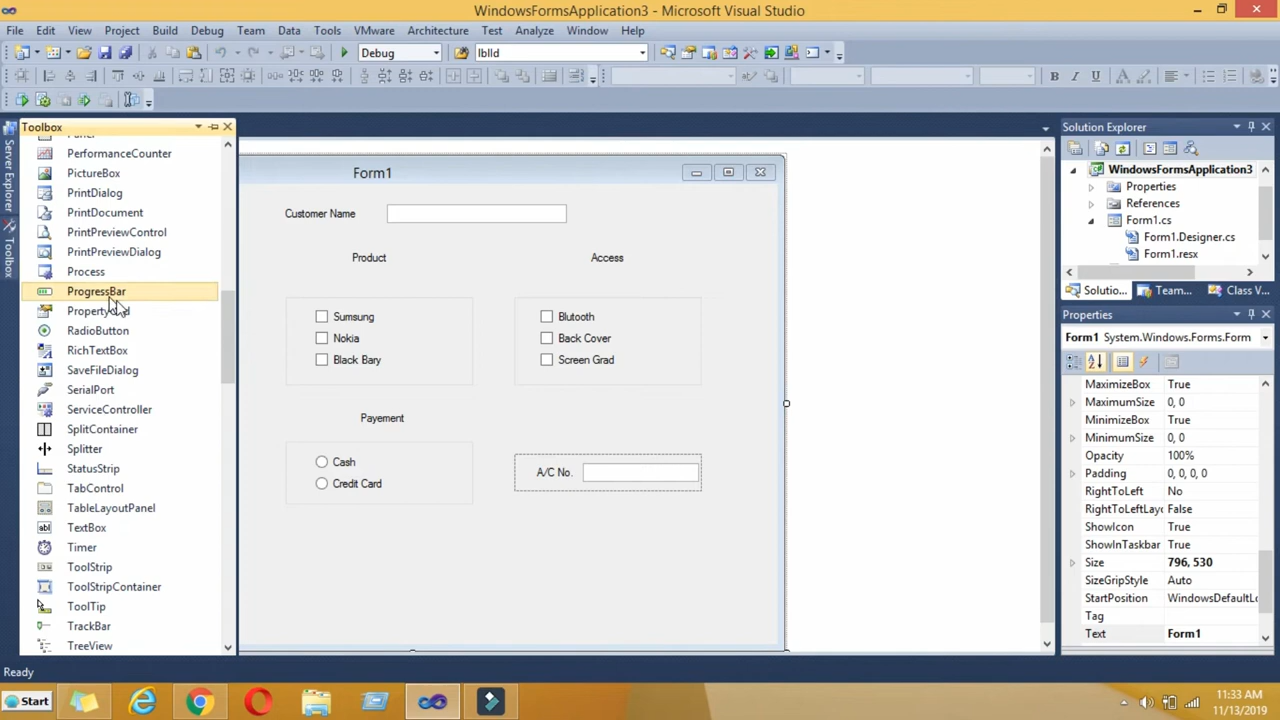 WindowsFormsApplication3 - Microsoft Visual Studio
File Edit View Project Build Debug Team Data Tools VMware Architecture Test Analyze Window Help
Debug lblId
Toolbox
Server Explorer
Toolbox
PerformanceCounter
PictureBox
PrintDialog
PrintDocument
PrintPreviewControl
PrintPreviewDialog
Process
ProgressBar
RadioButton
RichTextBox
SaveFileDialog
SerialPort
ServiceController
SplitContainer
Splitter
StatusStrip
TabControl
TableLayoutPanel
TextBox
Timer
ToolStrip
ToolStripContainer
ToolTip
TrackBar
TreeView
Form1
Customer Name
Product Access
Sumsung
Nokia
Black Bary
Blutooth
Back Cover
Screen Grad
Payment
Cash
Credit Card
A/C No.
Solution Explorer
WindowsFormsApplication3
Properties
References
Form1.cs
Form1.Designer.cs
Form1.resx
Solutio... Team... Class V...
Properties
Form1 System.Windows.Forms.Form
MaximizeBox True
MaximumSize 0, 0
MinimizeBox True
MinimumSize 0, 0
Opacity 100%
Padding 0, 0, 0, 0
RightToLeft No
RightToLeftLay False
ShowIcon True
ShowInTaskbar True
Size 796, 530
SizeGripStyle Auto
StartPosition WindowsDefaultLo
Tag
Text Form1
Ready
Start
11:33 AM
11/13/2019